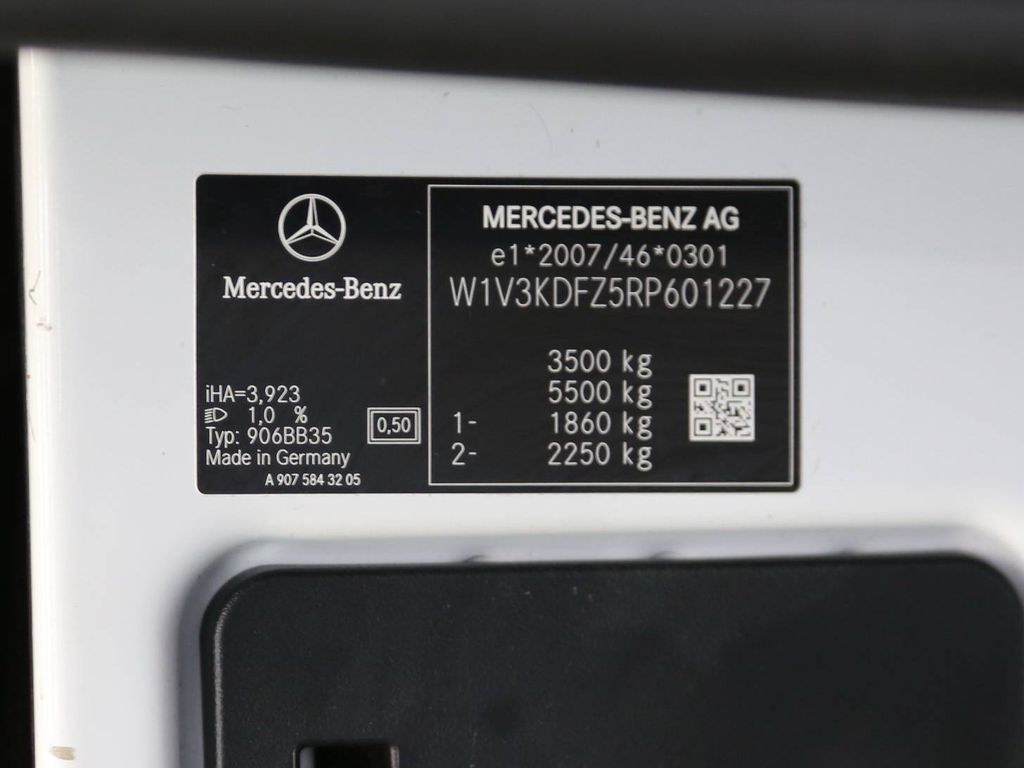 Mercedes-Benz
iHA=3,923
1,0 %
Typ: 906BB35
Made in Germany
A 907 584 32 05
0,50
MERCEDES-BENZ AG
e1*2007/46*0301
W1V3KDFZ5RP601227
3500 kg
5500 kg
1- 1860 kg
2- 2250 kg